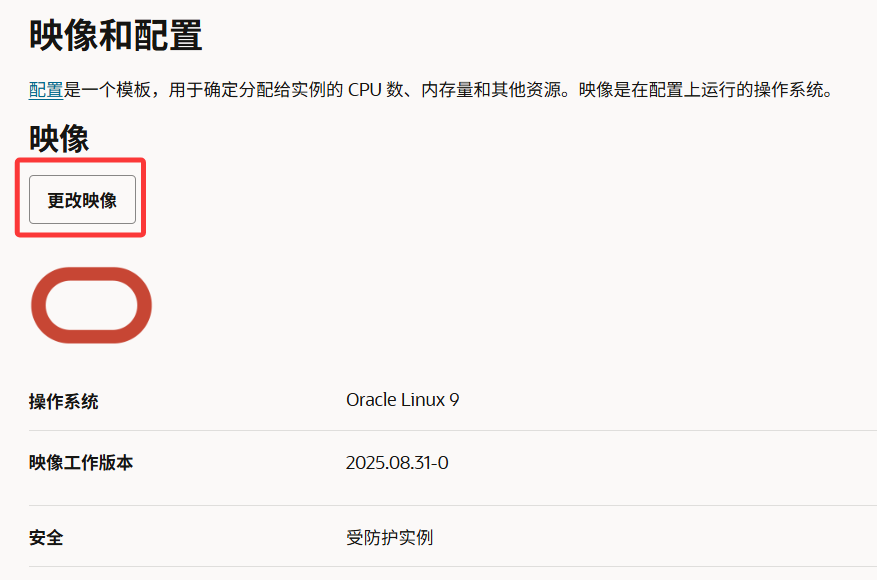 映像和配置
配置是一个模板，用于确定分配给实例的 CPU 数、内存量和其他资源。映像是在配置上运行的操作系统。
映像
更改映像
操作系统 Oracle Linux 9
映像工作版本 2025.08.31-0
安全 受防护实例